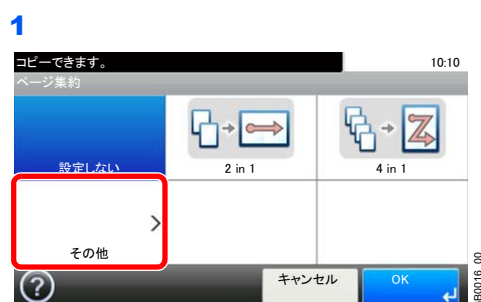 1
コピーできます。 10:10
ページ集約
設定しない 2 in 1 4 in 1
その他
? キャンセル OK
B0016_00